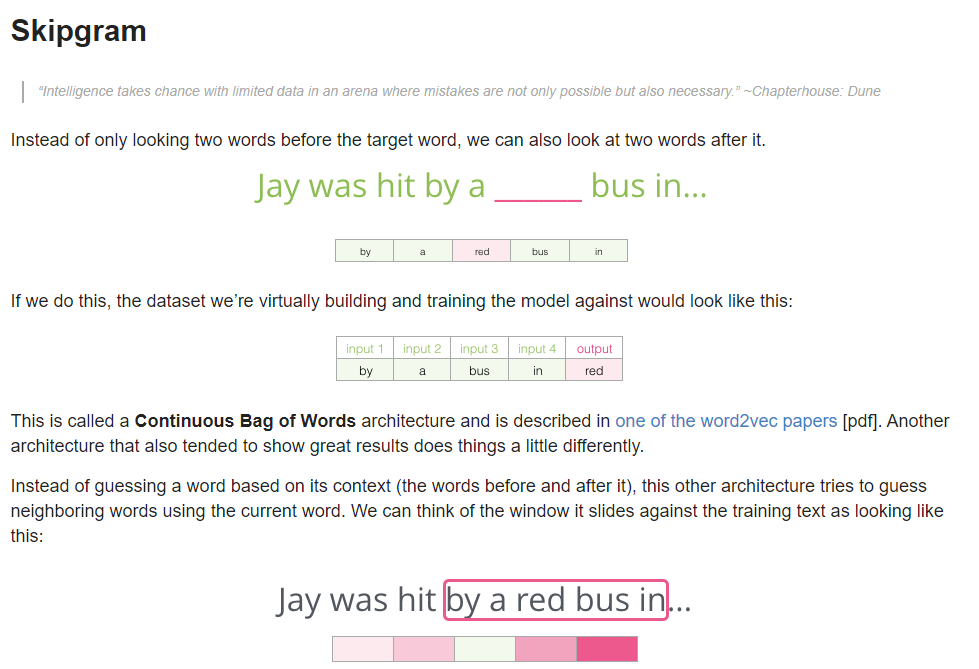 Skipgram
“Intelligence takes chance with limited data in an arena where mistakes are not only possible but also necessary.” ~Chapterhouse: Dune
Instead of only looking two words before the target word, we can also look at two words after it.
Jay was hit by a ______ bus in...
by a red bus in
If we do this, the dataset we’re virtually building and training the model against would look like this:
input 1 input 2 input 3 input 4 output
by a bus in red
This is called a Continuous Bag of Words architecture and is described in one of the word2vec papers [pdf]. Another
architecture that also tended to show great results does things a little differently.
Instead of guessing a word based on its context (the words before and after it), this other architecture tries to guess
neighboring words using the current word. We can think of the window it slides against the training text as looking like
this:
Jay was hit by a red bus in...